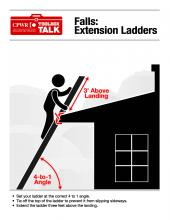 CPWR
TOOLBOX
TALK
Falls:
Extension Ladders
3' Above
Landing
4-to-1
Angle
• Set your ladder at the correct 4 to 1 angle.
• Tie off the top of the ladder to prevent it from slipping sideways.
• Extend the ladder three feet above the landing.